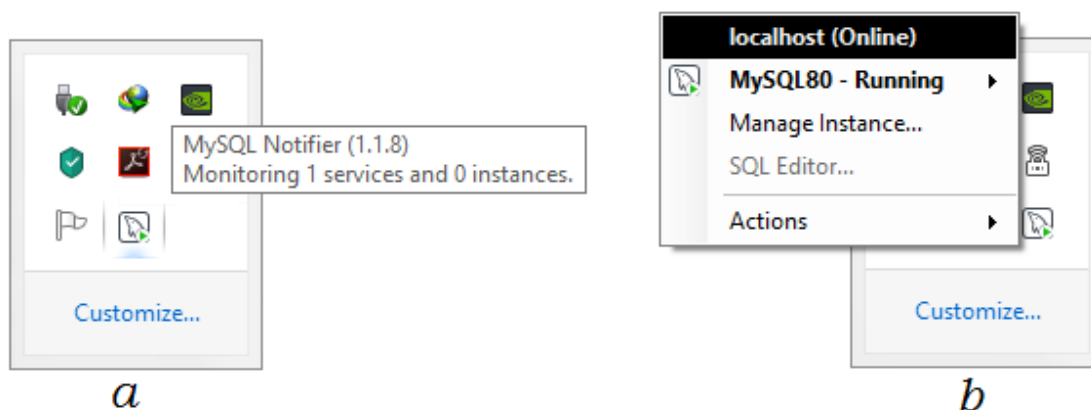 MySQL Notifier (1.1.8)
Monitoring 1 services and 0 instances.
Customize...
a
localhost (Online)
MySQL80 - Running
Manage Instance...
SQL Editor...
Actions
Customize...
b